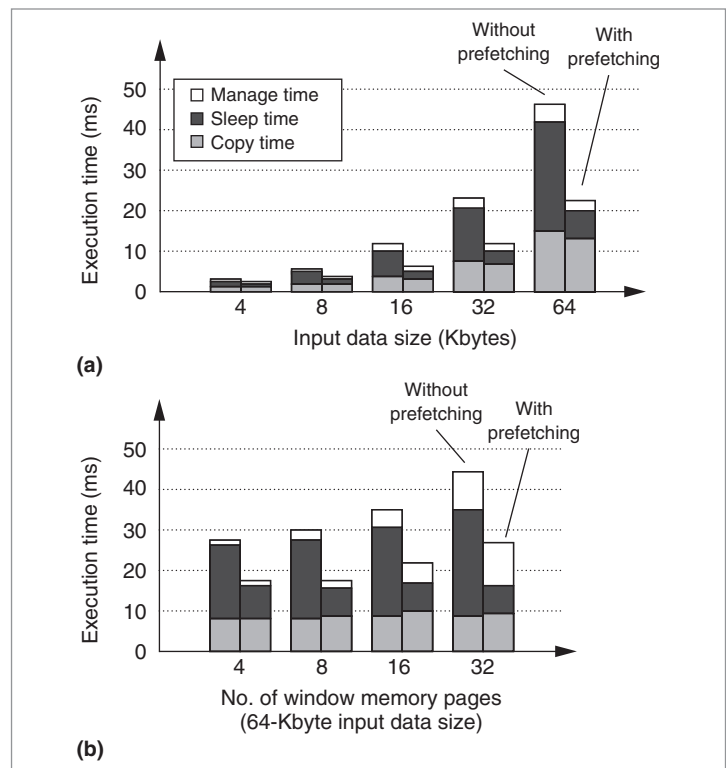 Without
prefetching
With
prefetching
Execution time (ms)
50
40
30
20
10
0
Manage time
Sleep time
Copy time
4 8 16 32 64
Input data size (Kbytes)
(a)
Without
prefetching
With
prefetching
Execution time (ms)
50
40
30
20
10
0
4 8 16 32
No. of window memory pages
(64-Kbyte input data size)
(b)